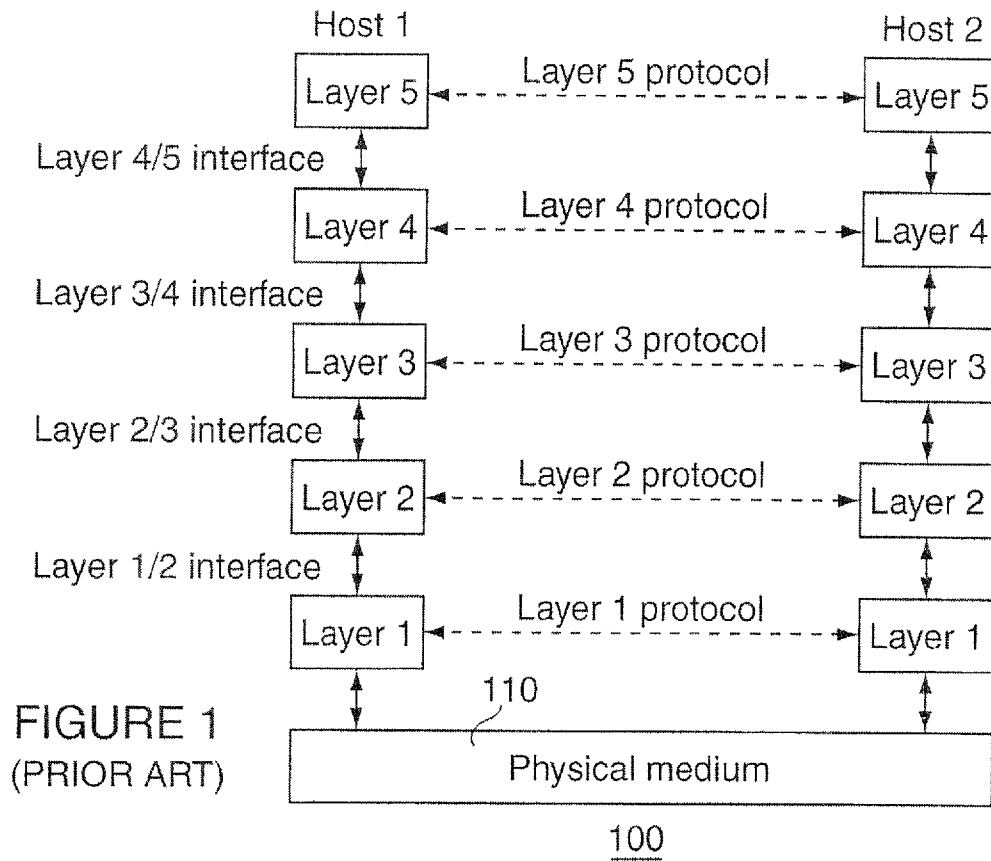 Host 1
Host 2
Layer 5
Layer 5 protocol
Layer 5
Layer 4/5 interface
Layer 4
Layer 4 protocol
Layer 4
Layer 3/4 interface
Layer 3
Layer 3 protocol
Layer 3
Layer 2/3 interface
Layer 2
Layer 2 protocol
Layer 2
Layer 1/2 interface
Layer 1
Layer 1 protocol
Layer 1
110
FIGURE 1
(PRIOR ART)
Physical medium
100